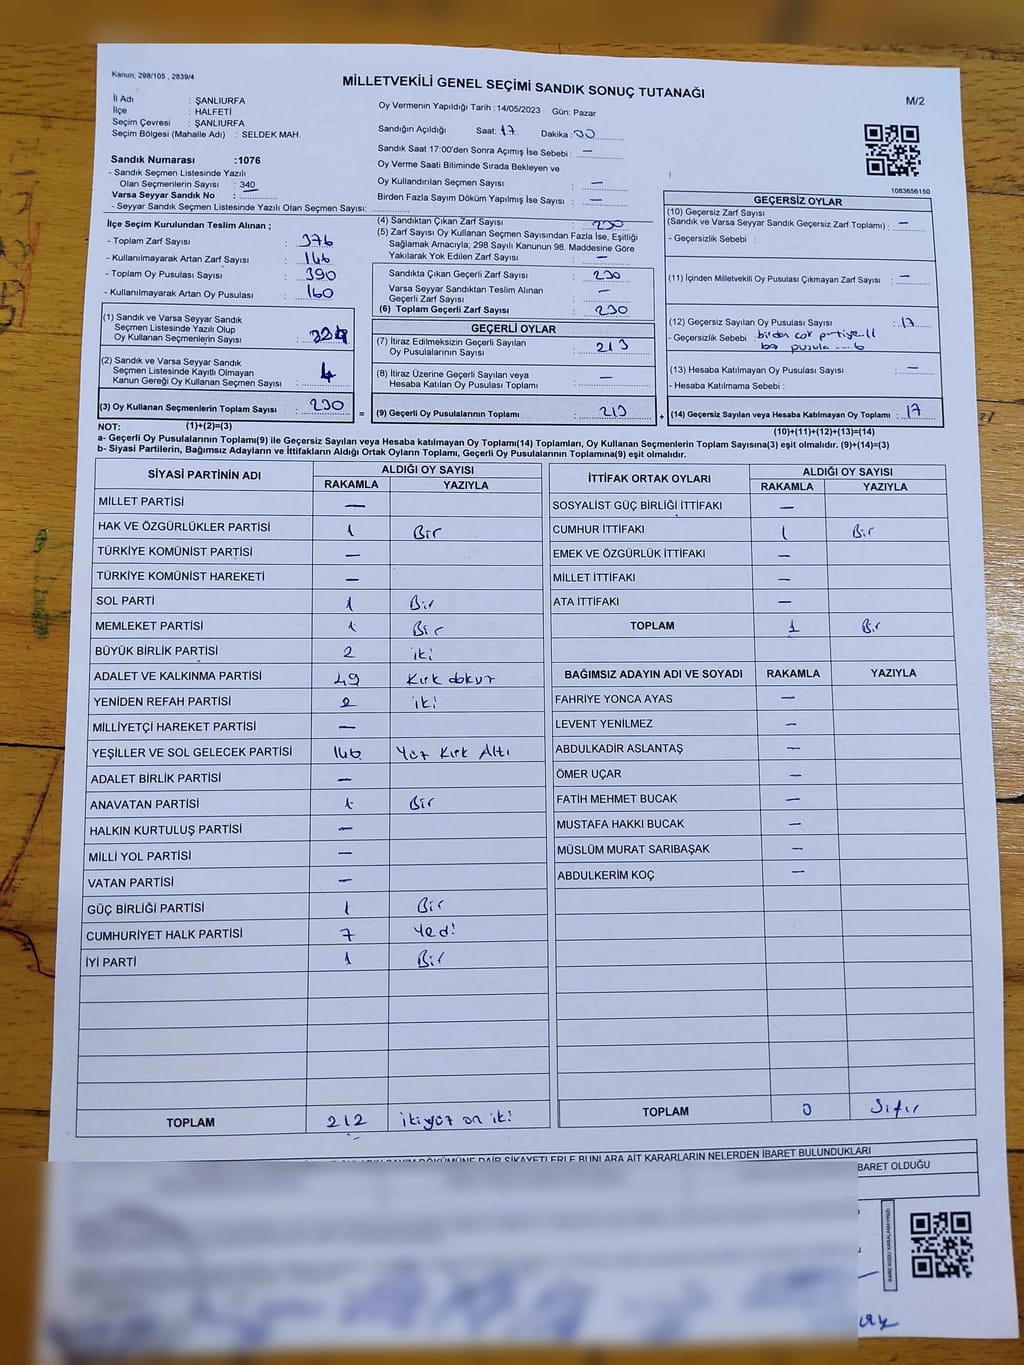 Kanun; 298/105 , 2839/4
MİLLETVEKİLİ GENEL SEÇİMİ SANDIK SONUÇ TUTANAĞI
M/2
İl Adı : ŞANLIURFA
İlçe : HALFETİ
Seçim Çevresi : ŞANLIURFA
Seçim Bölgesi (Mahalle Adı) : SELDEK MAH.
Oy Vermenin Yapıldığı Tarih :14/05/2023 Gün: Pazar
Sandığın Açıldığı Saat: 17 Dakika : 00
Sandık Saat 17:00'den Sonra Açımış İse Sebebi : —
Oy Verme Saati Bitiminde Sırada Bekleyen ve
Oy Kullandırılan Seçmen Sayısı : —
Birden Fazla Sayım Döküm Yapılmış İse Sayısı : —
1083656150
Sandık Numarası :1076
- Sandık Seçmen Listesinde Yazılı
Olan Seçmenlerin Sayısı : 340
Varsa Seyyar Sandık No :
- Seyyar Sandık Seçmen Listesinde Yazılı Olan Seçmen Sayısı:
İlçe Seçim Kurulundan Teslim Alınan ;
- Toplam Zarf Sayısı : 376
- Kullanılmayarak Artan Zarf Sayısı : 146
- Toplam Oy Pusulası Sayısı : 390
- Kullanılmayarak Artan Oy Pusulası : 160
(1) Sandık ve Varsa Seyyar Sandık
Seçmen Listesinde Yazılı Olup
Oy Kullanan Seçmenlerin Sayısı :
(2) Sandık ve Varsa Seyyar Sandık
Seçmen Listesinde Kayıtlı Olmayan
Kanun Gereği Oy Kullanan Seçmen Sayısı : 4
(3) Oy Kullanan Seçmenlerin Toplam Sayısı : 230
(4) Sandıktan Çıkan Zarf Sayısı : 230
(5) Zarf Sayısı Oy Kullanan Seçmen Sayısından Fazla İse, Eşitliği
Sağlamak Amacıyla; 298 Sayılı Kanunun 98. Maddesine Göre
Yakılarak Yok Edilen Zarf Sayısı : —
Sandıkta Çıkan Geçerli Zarf Sayısı : 230
Varsa Seyyar Sandıktan Teslim Alınan
Geçerli Zarf Sayısı : —
(6) Toplam Geçerli Zarf Sayısı : 230
GEÇERLİ OYLAR
(7) İtiraz Edilmeksizin Geçerli Sayılan
Oy Pusulalarının Sayısı : 213
(8) İtiraz Üzerine Geçerli Sayılan veya
Hesaba Katılan Oy Pusulası Toplamı : —
= (9) Geçerli Oy Pusulalarının Toplamı : 213
GEÇERSİZ OYLAR
(10) Geçersiz Zarf Sayısı
(Sandık ve Varsa Seyyar Sandık Geçersiz Zarf Toplamı) : —
- Geçersizlik Sebebi :
(11) İçinden Milletvekili Oy Pusulası Çıkmayan Zarf Sayısı : —
(12) Geçersiz Sayılan Oy Pusulası Sayısı : 17
- Geçersizlik Sebebi : birden çok partiye 11
boş pusula ... 6
(13) Hesaba Katılmayan Oy Pusulası Sayısı : —
- Hesaba Katılmama Sebebi :
+ (14) Geçersiz Sayılan veya Hesaba Katılmayan Oy Toplamı : 17
NOT: (1)+(2)=(3)
(10)+(11)+(12)+(13)=(14)
a- Geçerli Oy Pusulalarının Toplamı(9) ile Geçersiz Sayılan veya Hesaba katılmayan Oy Toplamı(14) Toplamları, Oy Kullanan Seçmenlerin Toplam Sayısına(3) eşit olmalıdır. (9)+(14)=(3)
b- Siyasi Partilerin, Bağımsız Adayların ve İttifakların Aldığı Ortak Oyların Toplamı, Geçerli Oy Pusulalarının Toplamına(9) eşit olmalıdır.
SİYASİ PARTİNİN ADI ALDIĞI OY SAYISI
RAKAMLA YAZIYLA
MİLLET PARTİSİ —
HAK VE ÖZGÜRLÜKLER PARTİSİ 1 Bir
TÜRKİYE KOMÜNİST PARTİSİ —
TÜRKİYE KOMÜNİST HAREKETİ —
SOL PARTİ 1 Bir
MEMLEKET PARTİSİ 1 Bir
BÜYÜK BİRLİK PARTİSİ 2 iki
ADALET VE KALKINMA PARTİSİ 49 Kırk dokuz
YENİDEN REFAH PARTİSİ 2 iki
MİLLİYETÇİ HAREKET PARTİSİ —
YEŞİLLER VE SOL GELECEK PARTİSİ 146 Yüz Kırk Altı
ADALET BİRLİK PARTİSİ —
ANAVATAN PARTİSİ 1 Bir
HALKIN KURTULUŞ PARTİSİ —
MİLLİ YOL PARTİSİ —
VATAN PARTİSİ —
GÜÇ BİRLİĞİ PARTİSİ 1 Bir
CUMHURİYET HALK PARTİSİ 7 Yedi
İYİ PARTİ 1 Bir
TOPLAM 212 ikiyüz on iki
İTTİFAK ORTAK OYLARI ALDIĞI OY SAYISI
RAKAMLA YAZIYLA
SOSYALİST GÜÇ BİRLİĞİ İTTİFAKI —
CUMHUR İTTİFAKI 1 Bir
EMEK VE ÖZGÜRLÜK İTTİFAKI —
MİLLET İTTİFAKI —
ATA İTTİFAKI —
TOPLAM 1 Bir
BAĞIMSIZ ADAYIN ADI VE SOYADI RAKAMLA YAZIYLA
FAHRİYE YONCA AYAS —
LEVENT YENİLMEZ —
ABDULKADİR ASLANTAŞ —
ÖMER UÇAR —
FATİH MEHMET BUCAK —
MUSTAFA HAKKI BUCAK —
MÜSLÜM MURAT SARIBAŞAK —
ABDULKERİM KOÇ —
TOPLAM 0 Sıfır
SAYIM DÖKÜMÜNE DAİR ŞİKAYETLERLE BUNLARA AİT KARARLARIN NELERDEN İBARET BULUNDUKLARI
BARET OLDUĞU